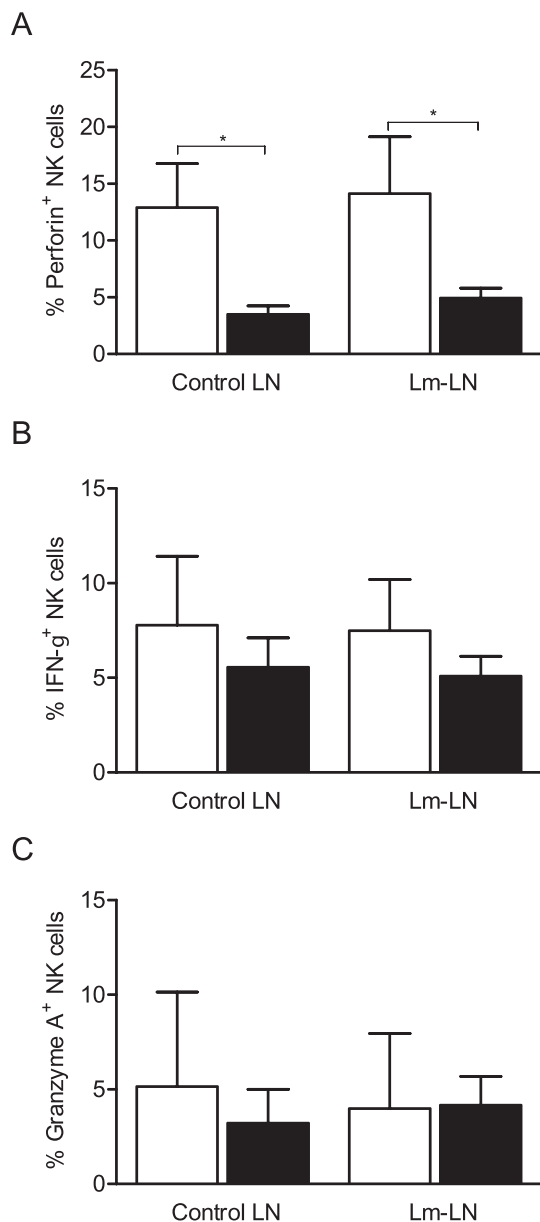 A
% Perforin+ NK cells
25
20
15
10
5
0
*
*
Control LN
Lm-LN
B
% IFN-g+ NK cells
15
10
5
0
Control LN
Lm-LN
C
% Granzyme A+ NK cells
15
10
5
0
Control LN
Lm-LN